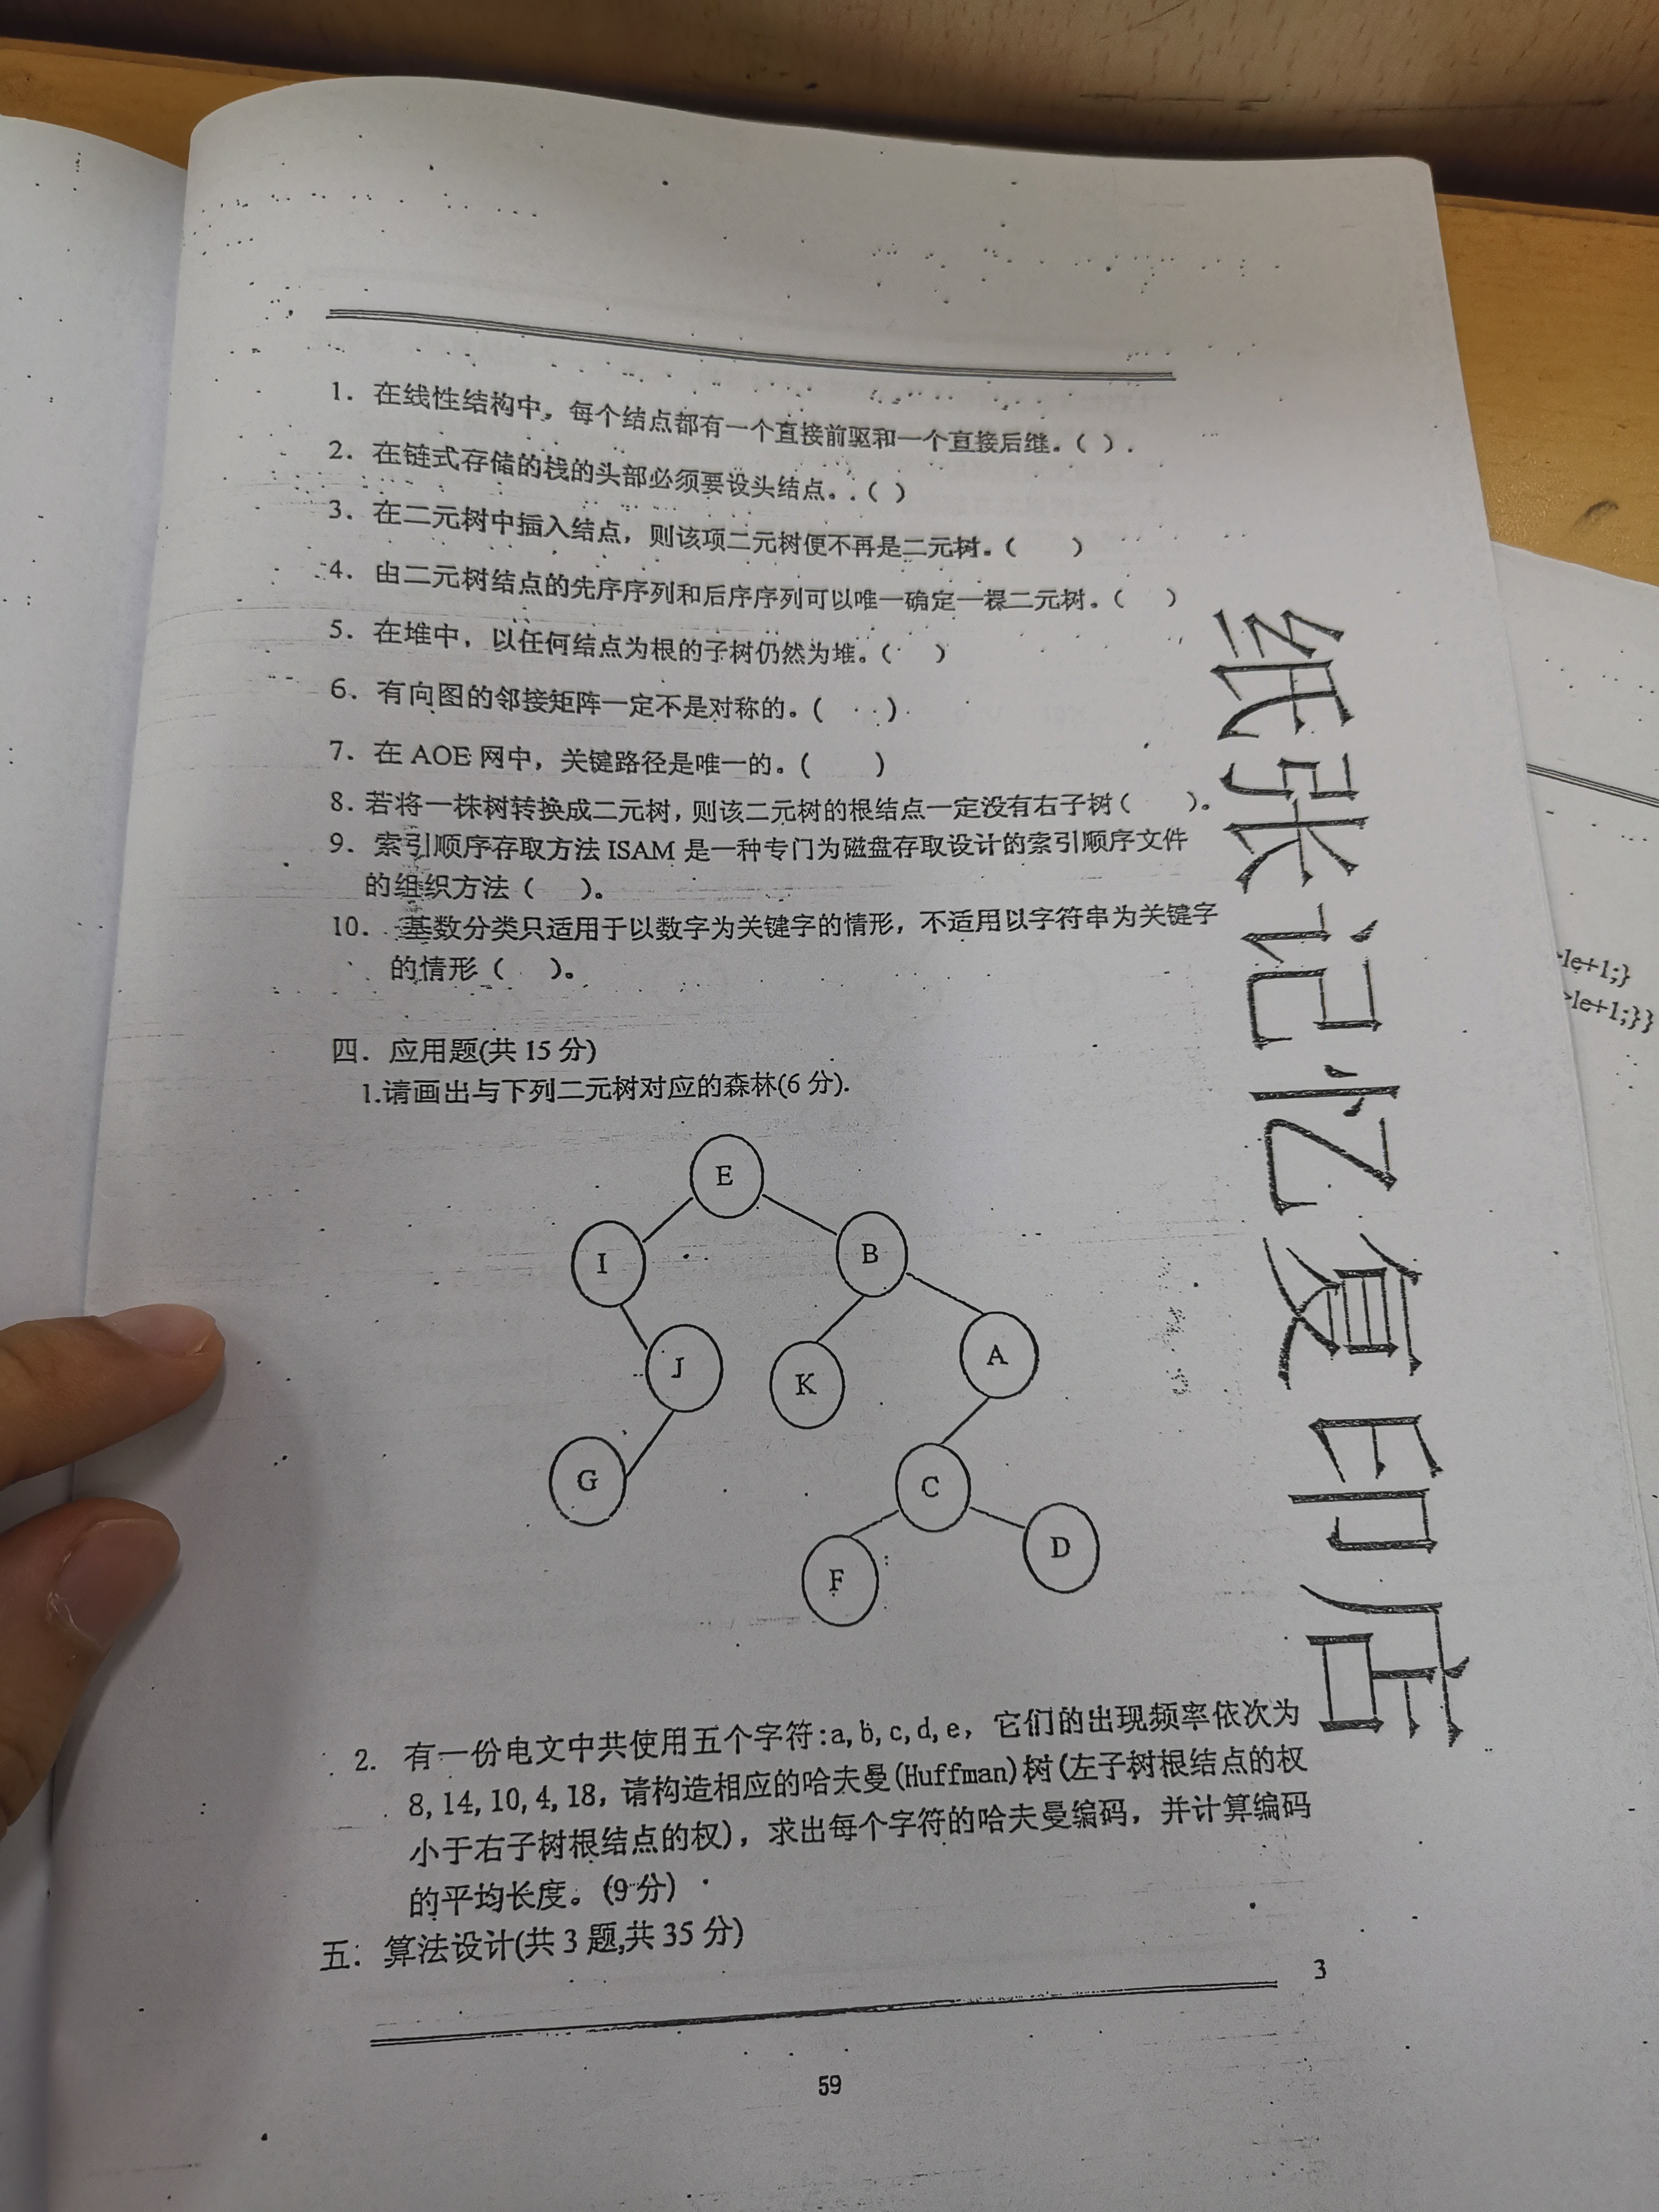 1. 在线性结构中，每个结点都有一个直接前驱和一个直接后继。( ).
2. 在链式存储的栈的头部必须要设头结点。( )
3. 在二元树中插入结点，则该项二元树便不再是二元树。( )
4. 由二元树结点的先序序列和后序序列可以唯一确定一棵二元树。( )
5. 在堆中，以任何结点为根的子树仍然为堆。( )
6. 有向图的邻接矩阵一定不是对称的。( )
7. 在 AOE 网中，关键路径是唯一的。( )
8. 若将一株树转换成二元树，则该二元树的根结点一定没有右子树( )。
9. 索引顺序存取方法 ISAM 是一种专门为磁盘存取设计的索引顺序文件
的组织方法（ ）。
10. 基数分类只适用于以数字为关键字的情形，不适用以字符串为关键字
的情形（ ）。
四. 应用题(共 15 分)
1.请画出与下列二元树对应的森林(6 分).
E
I
B
J
K
A
G
C
F
D
2. 有一份电文中共使用五个字符:a,b,c,d,e，它们的出现频率依次为
8,14,10,4,18，请构造相应的哈夫曼(Huffman)树(左子树根结点的权
小于右子树根结点的权)，求出每个字符的哈夫曼编码，并计算编码
的平均长度。(9 分)
五. 算法设计(共 3 题,共 35 分)
3
59
纸张记忆复印店
le+1;}
>le+1;}}